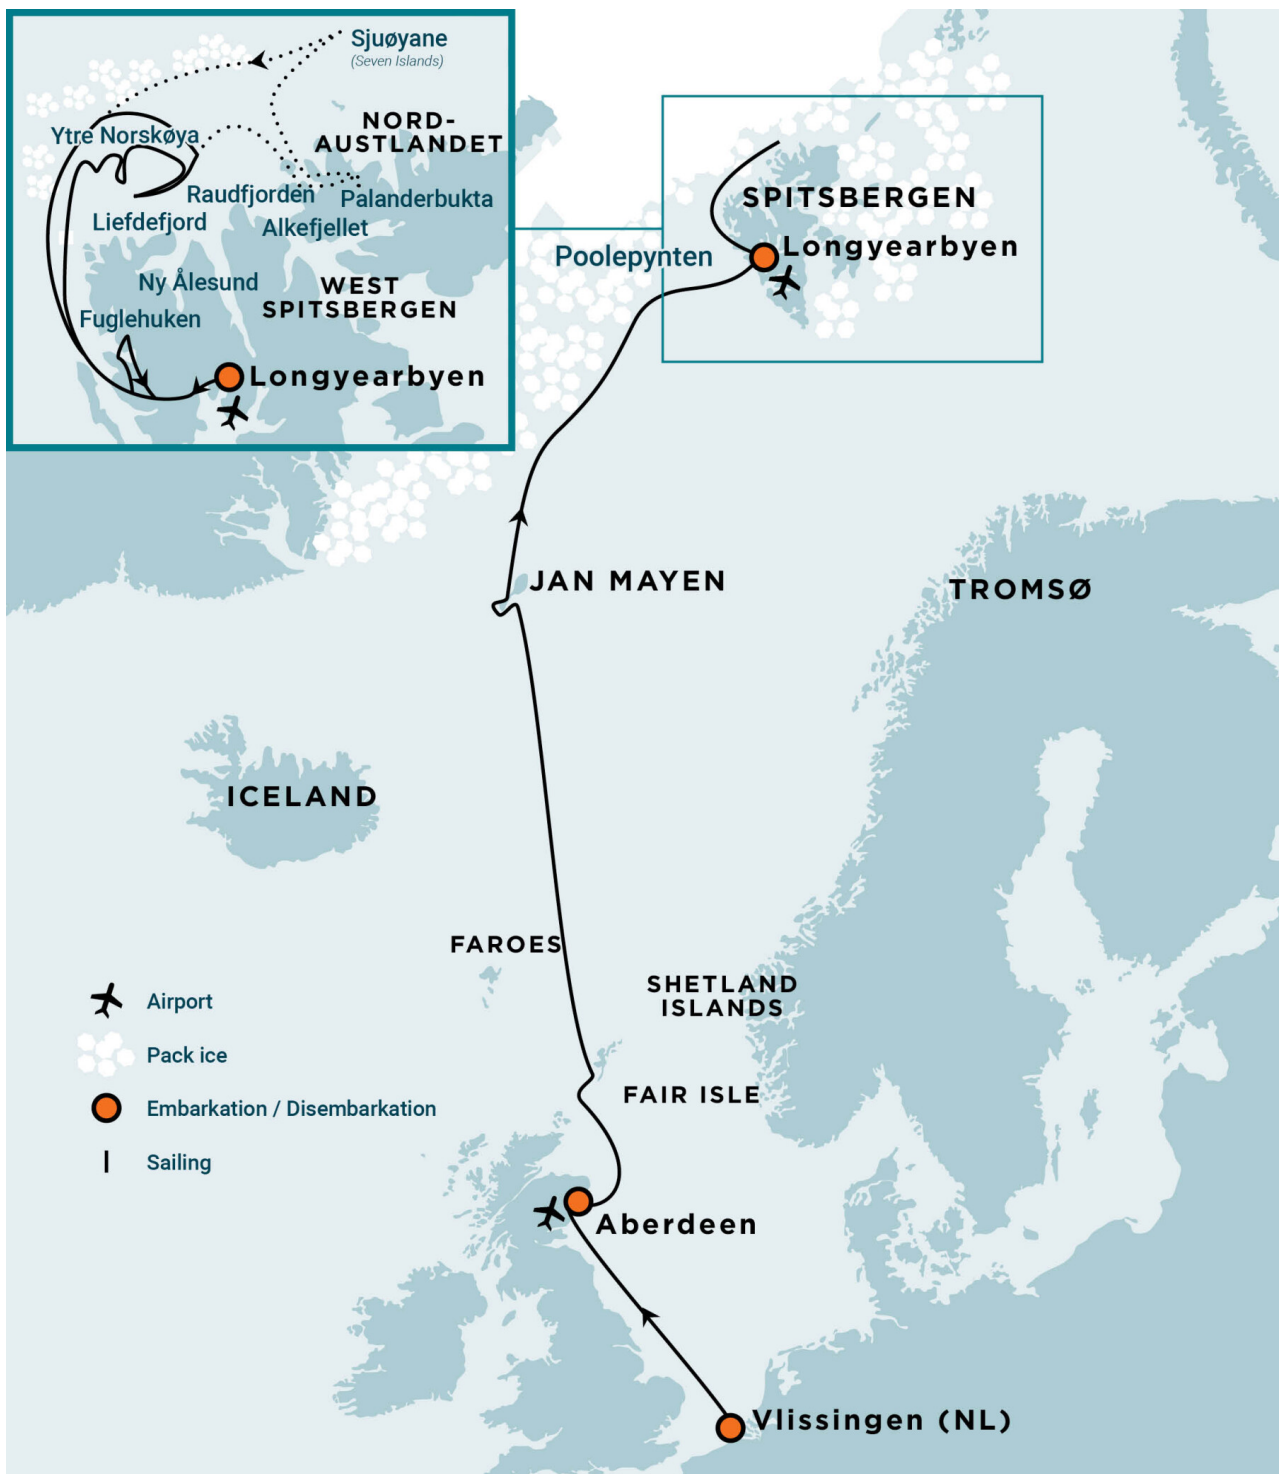 Sjuøyane
(Seven Islands)
NORD-
AUSTLANDET
Ytre Norskøya
Raudfjorden
Palanderbukta
Liefdefjord
Alkefjellet
Ny Ålesund
WEST
SPITSBERGEN
Fuglehuken
Longyearbyen
SPITSBERGEN
Longyearbyen
Poolepynten
JAN MAYEN
TROMSØ
ICELAND
FAROES
SHETLAND
ISLANDS
FAIR ISLE
Airport
Pack ice
Embarkation / Disembarkation
Sailing
Aberdeen
Vlissingen (NL)